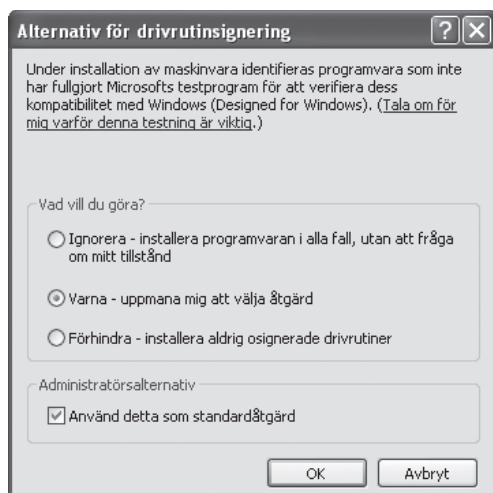 Alternativ för drivrutinsignering
Under installation av maskinvara identifieras programvara som inte
har fullgjort Microsofts testprogram för att verifiera dess
kompatibilitet med Windows (Designed for Windows). (Tala om för
mig varför denna testning är viktig.)
Vad vill du göra?
Ignorera - installera programvaran i alla fall, utan att fråga
om mitt tillstånd
Varna - uppmana mig att välja åtgärd
Förhindra - installera aldrig osignerade drivrutiner
Administratörsalternativ
Använd detta som standardåtgärd
OK
Avbryt